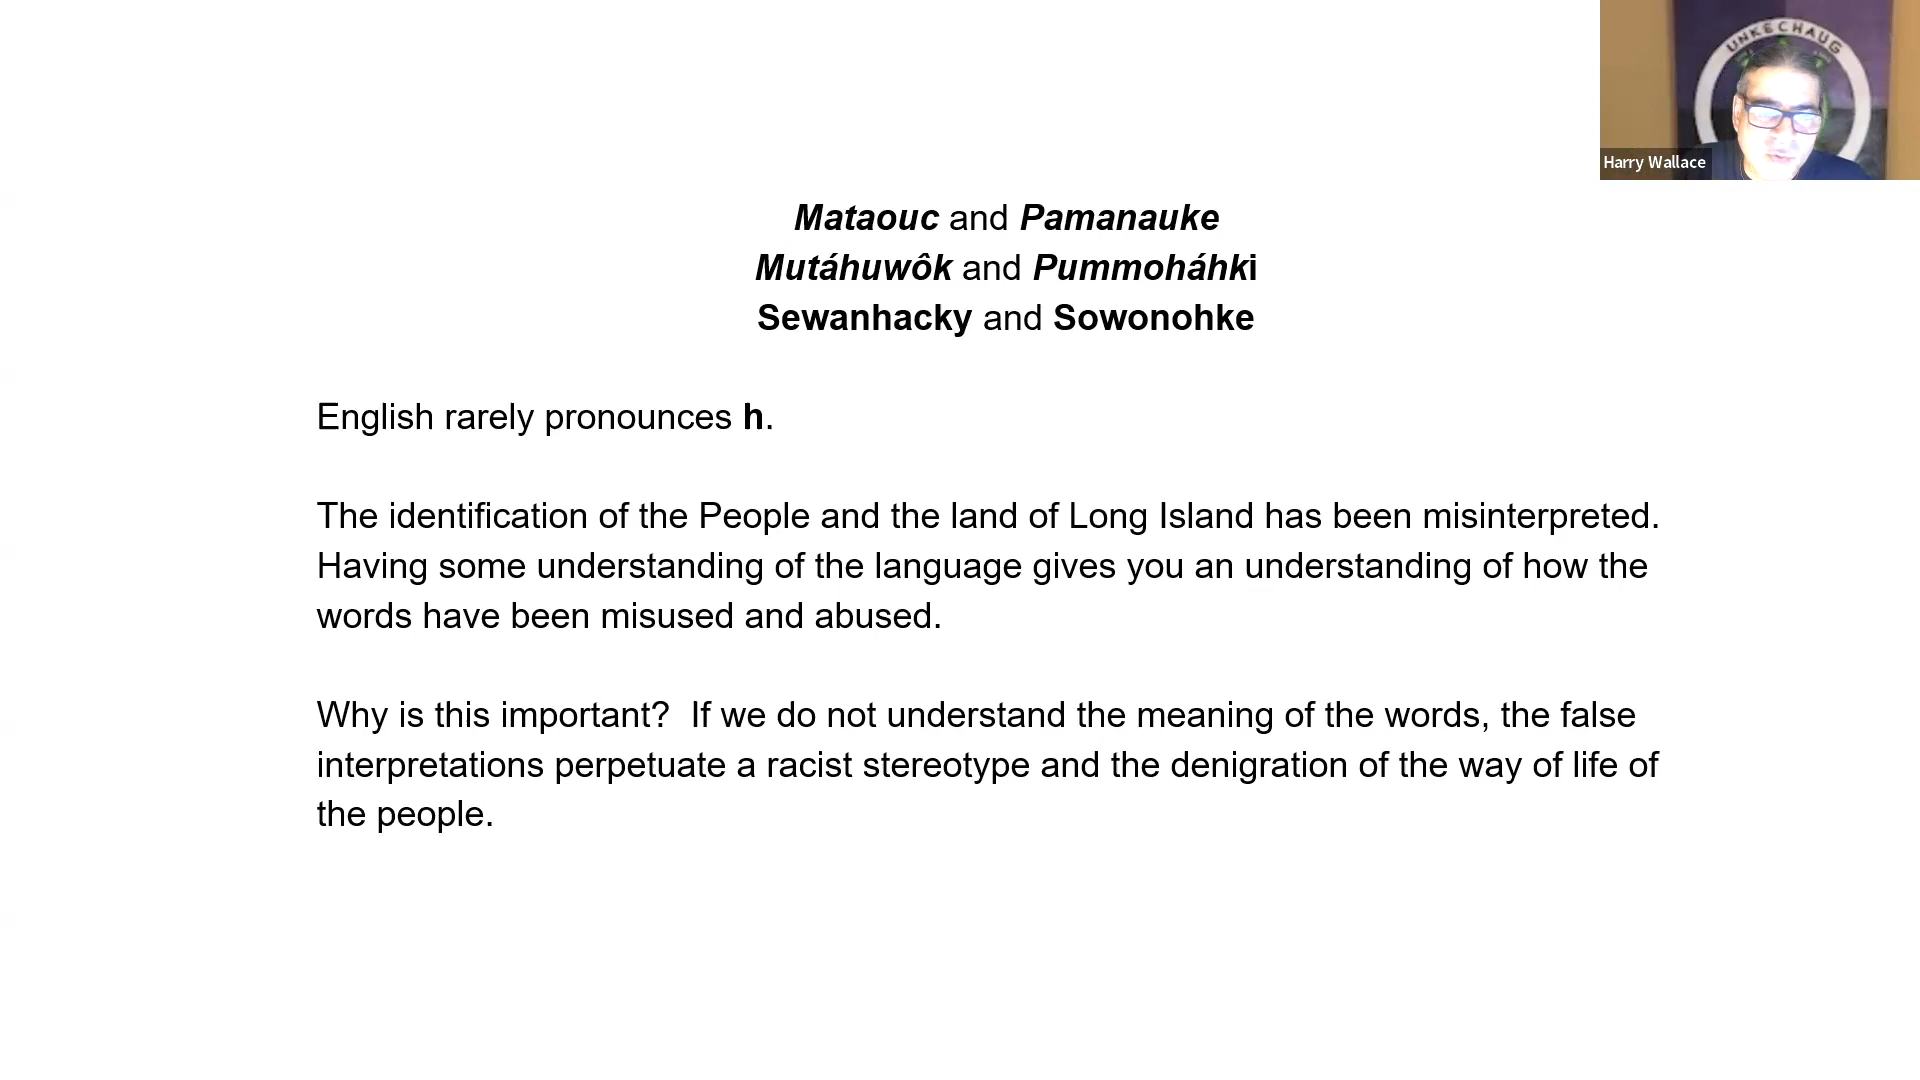 UNKECHAUG
Harry Wallace
Mataouc and Pamanauke
Mutáhuwôk and Pummoháhki
Sewanhacky and Sowonohke
English rarely pronounces h.
The identification of the People and the land of Long Island has been misinterpreted.
Having some understanding of the language gives you an understanding of how the
words have been misused and abused.
Why is this important?  If we do not understand the meaning of the words, the false
interpretations perpetuate a racist stereotype and the denigration of the way of life of
the people.